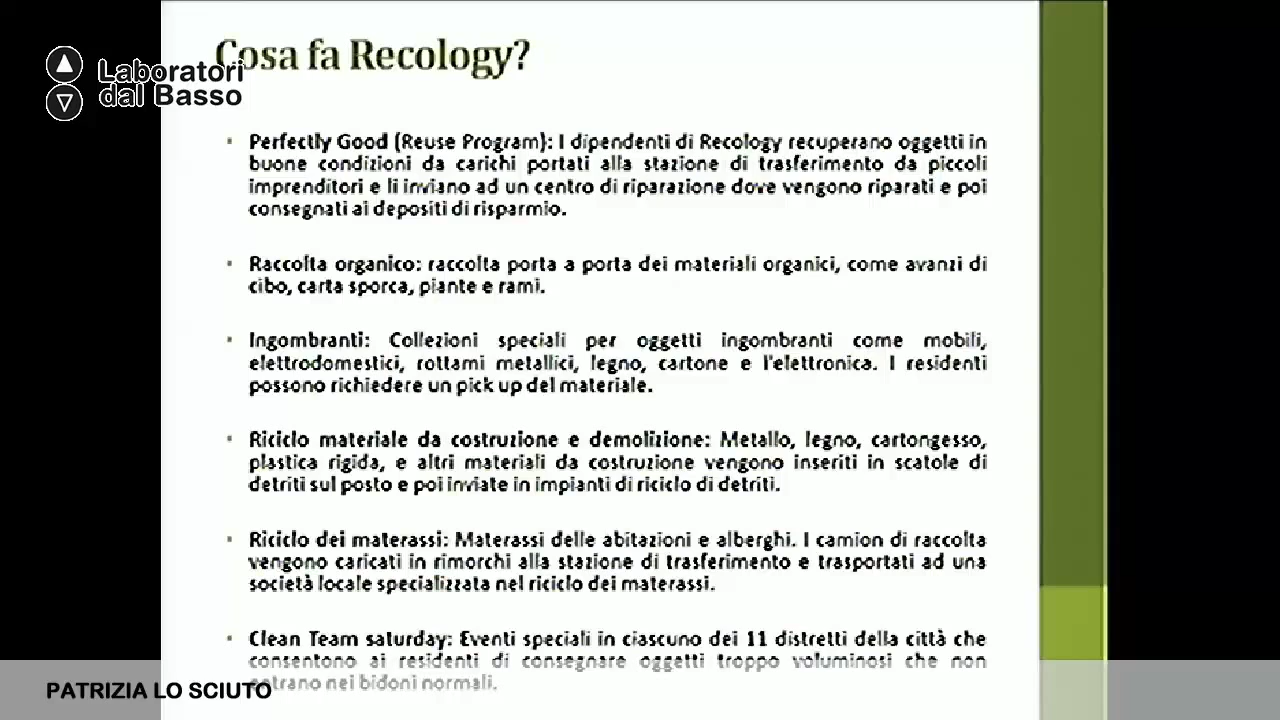 Cosa fa Recology?
Laboratori
dal Basso
Perfectly Good (Reuse Program): I dipendenti di Recology recuperano oggetti in
buone condizioni da carichi portati alla stazione di trasferimento da piccoli
imprenditori e li inviano ad un centro di riparazione dove vengono riparati e poi
consegnati ai depositi di risparmio.
Raccolta organico: raccolta porta a porta dei materiali organici, come avanzi di
cibo, carta sporca, piante e rami.
Ingombranti: Collezioni speciali per oggetti ingombranti come mobili,
elettrodomestici, rottami metallici, legno, cartone e l'elettronica. I residenti
possono richiedere un pick up del materiale.
Riciclo materiale da costruzione e demolizione: Metallo, legno, cartongesso,
plastica rigida, e altri materiali da costruzione vengono inseriti in scatole di
detriti sul posto e poi inviate in impianti di riciclo di detriti.
Riciclo dei materassi: Materassi delle abitazioni e alberghi. I camion di raccolta
vengono caricati in rimorchi alla stazione di trasferimento e trasportati ad una
società locale specializzata nel riciclo dei materassi.
Clean Team saturday: Eventi speciali in ciascuno dei 11 distretti della città che
consentono ai residenti di consegnare oggetti troppo voluminosi che non
entrano nei bidoni normali.
PATRIZIA LO SCIUTO